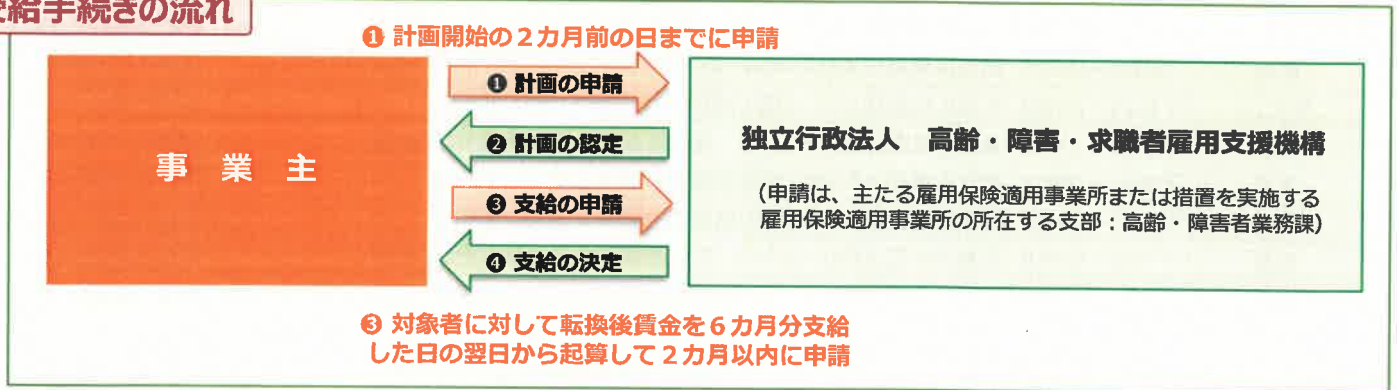 給手続きの流れ
❶ 計画開始の2カ月前の日までに申請
事 業 主
❶ 計画の申請
❷ 計画の認定
❸ 支給の申請
❹ 支給の決定
独立行政法人 高齢・障害・求職者雇用支援機構
(申請は、主たる雇用保険適用事業所または措置を実施する
雇用保険適用事業所の所在する支部:高齢・障害者業務課)
❸ 対象者に対して転換後賃金を6カ月分支給
した日の翌日から起算して2カ月以内に申請